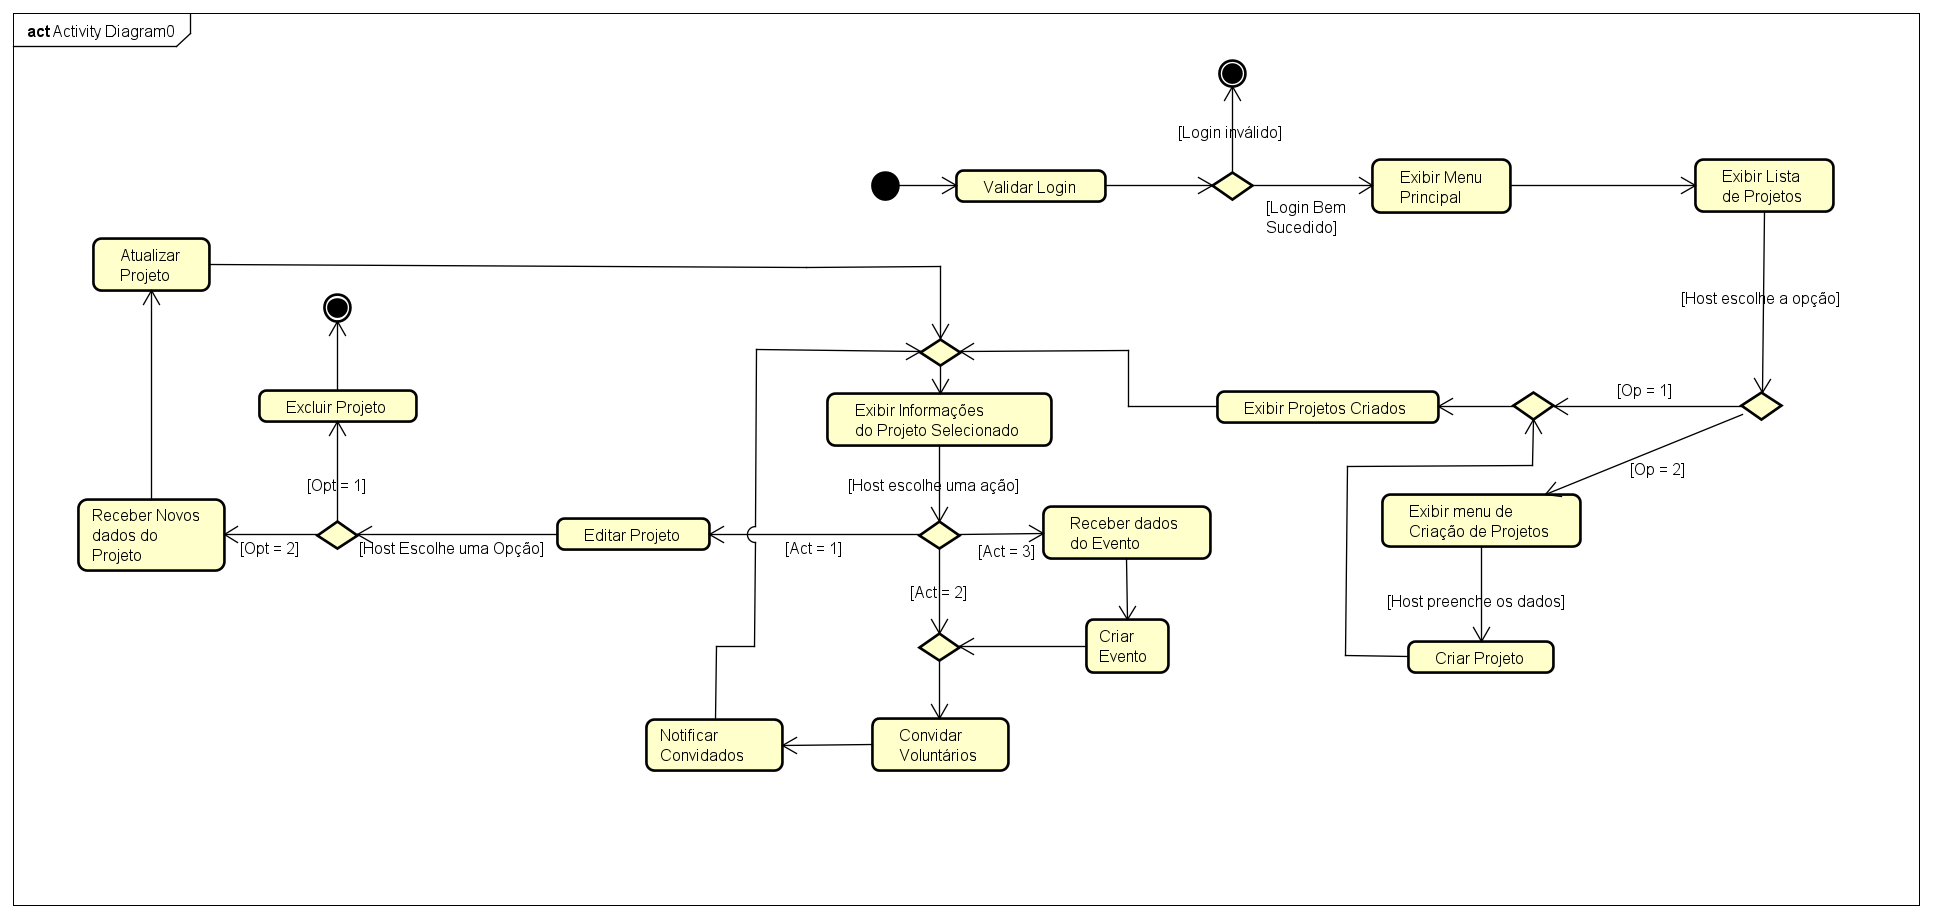 act Activity Diagram0
[Login inválido]
Validar Login
Exibir Menu
Principal
Exibir Lista
de Projetos
[Login Bem
Sucedido]
Atualizar
Projeto
[Host escolhe a opção]
Excluir Projeto
Exibir Informações
do Projeto Selecionado
Exibir Projetos Criados
[Op = 1]
[Op = 2]
[Opt = 1]
[Host escolhe uma ação]
Receber Novos
dados do
Projeto
[Opt = 2]
[Host Escolhe uma Opção]
Editar Projeto
[Act = 1]
[Act = 3]
Receber dados
do Evento
Exibir menu de
Criação de Projetos
[Act = 2]
[Host preenche os dados]
Criar
Evento
Criar Projeto
Notificar
Convidados
Convidar
Voluntários